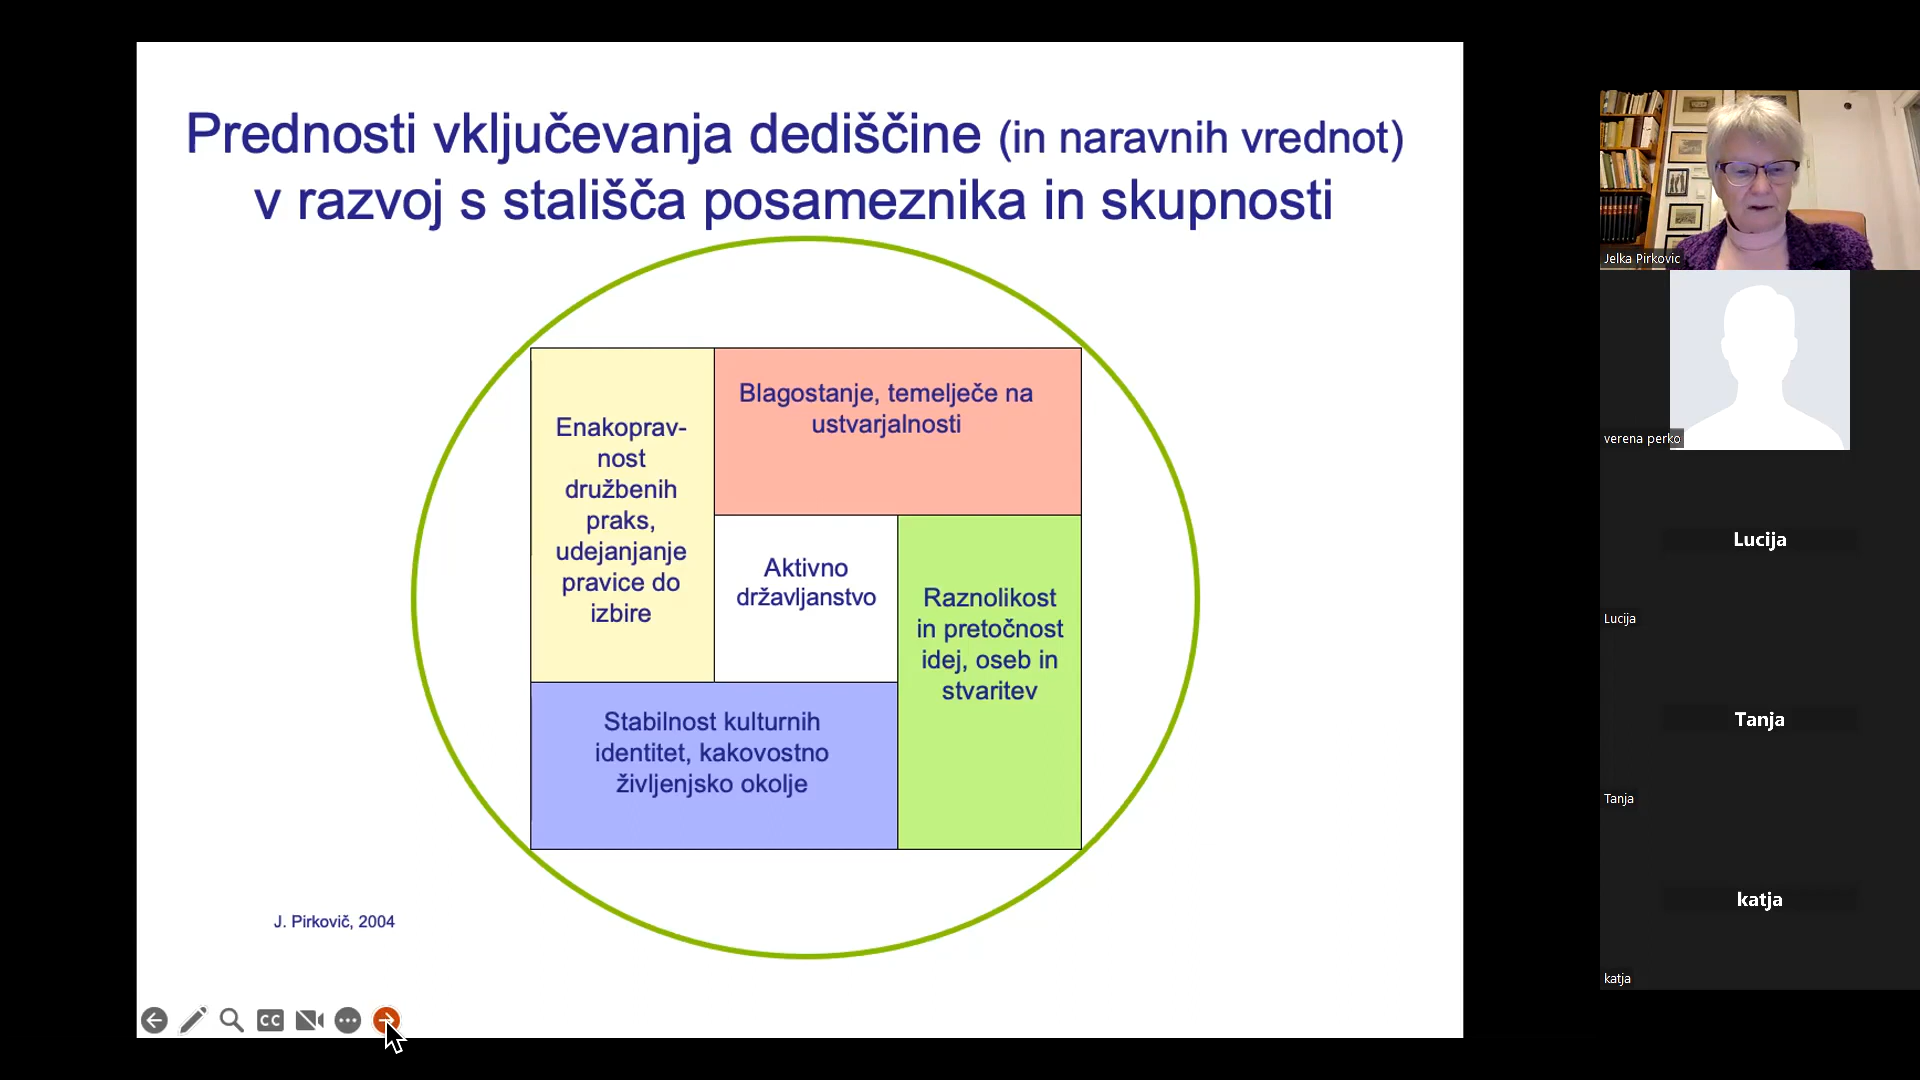 Prednosti vključevanja dediščine (in naravnih vrednot)
v razvoj s stališča posameznika in skupnosti
Enakoprav-
nost
družbenih
praks,
udejanjanje
pravice do
izbire
Blagostanje, temelječe na
ustvarjalnosti
Aktivno
državljanstvo
Raznolikost
in pretočnost
idej, oseb in
stvaritev
Stabilnost kulturnih
identitet, kakovostno
življenjsko okolje
J. Pirkovič, 2004
CC
Jelka Pirkovic
verena perko
Lucija
Lucija
Tanja
Tanja
katja
katja